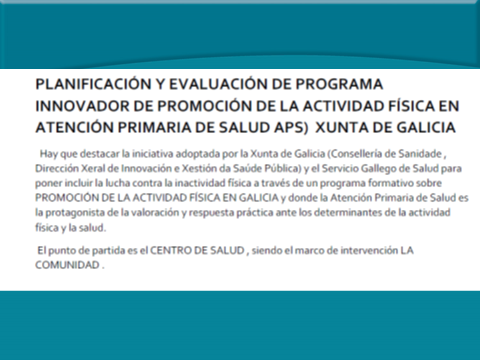 PLANIFICACIÓN Y EVALUACIÓN DE PROGRAMA
INNOVADOR DE PROMOCIÓN DE LA ACTIVIDAD FÍSICA EN
ATENCIÓN PRIMARIA DE SALUD APS) XUNTA DE GALICIA
Hay que destacar la iniciativa adoptada por la Xunta de Galicia (Consellería de Sanidade ,
Dirección Xeral de Innovación e Xestión da Saúde Pública) y el Servicio Gallego de Salud para
poner incluir la lucha contra la inactividad física a través de un programa formativo sobre
PROMOCIÓN DE LA ACTIVIDAD FÍSICA EN GALICIA y donde la Atención Primaria de Salud es
la protagonista de la valoración y respuesta práctica ante los determinantes de la actividad
física y la salud.
El punto de partida es el CENTRO DE SALUD , siendo el marco de intervención LA
COMUNIDAD .